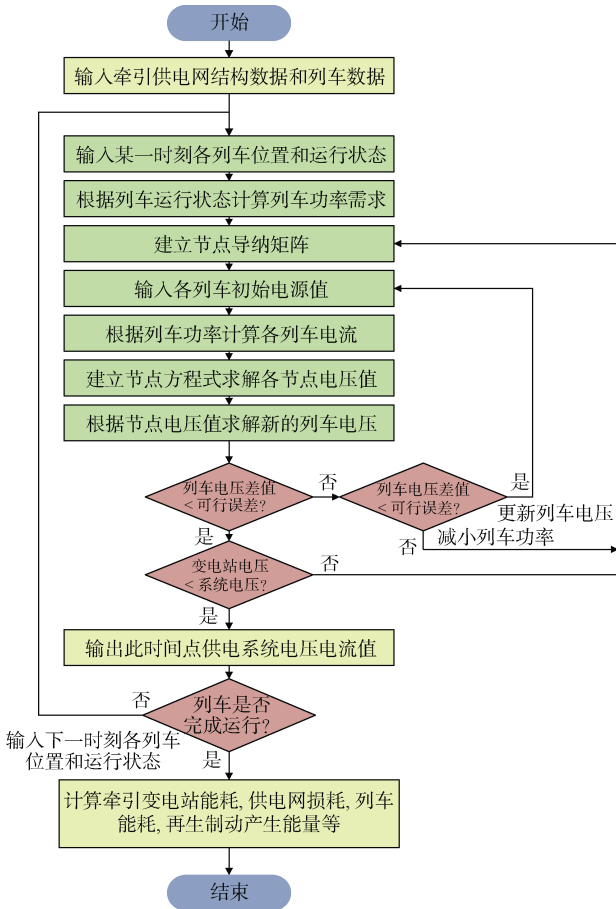 开始
输入牵引供电网结构数据和列车数据
输入某一时刻各列车位置和运行状态
根据列车运行状态计算列车功率需求
建立节点导纳矩阵
输入各列车初始电源值
根据列车功率计算各列车电流
建立节点方程式求解各节点电压值
根据节点电压值求解新的列车电压
列车电压差值
<可行误差?
否
列车电压差值
<可行误差?
是
更新列车电压
否
减小列车功率
是
变电站电压
<系统电压?
否
是
输出此时间点供电系统电压电流值
列车是否
完成运行?
否
输入下一时刻各列车
位置和运行状态
是
计算牵引变电站能耗, 供电网损耗, 列车
能耗, 再生制动产生能量等
结束